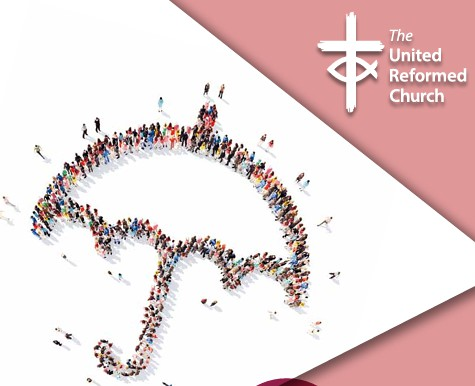 The
United
Reformed
Church